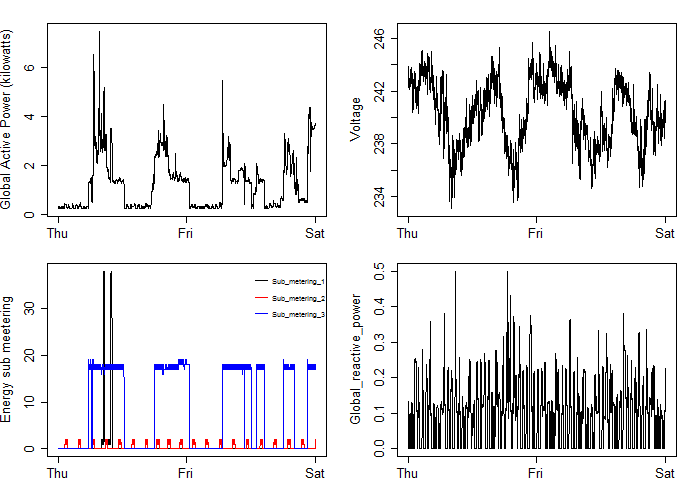 Global Active Power (kilowatts)
6
4
2
0
Thu
Fri
Sat
Voltage
246
242
238
234
Thu
Fri
Sat
Energy sub meetering
30
20
10
0
Sub_metering_1
Sub_metering_2
Sub_metering_3
Thu
Fri
Sat
Global_reactive_power
0.5
0.4
0.3
0.2
0.1
0.0
Thu
Fri
Sat